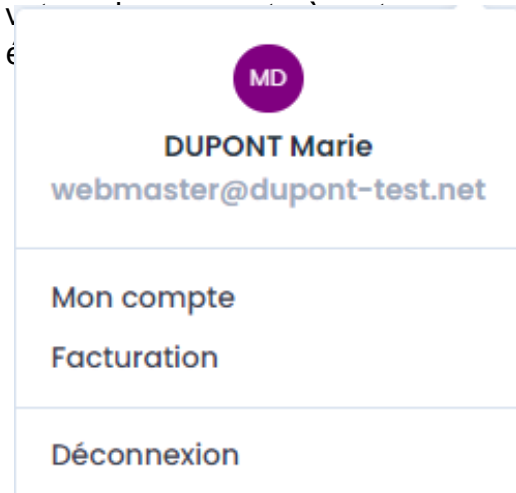 MD
DUPONT Marie
webmaster@dupont-test.net
Mon compte
Facturation
Déconnexion